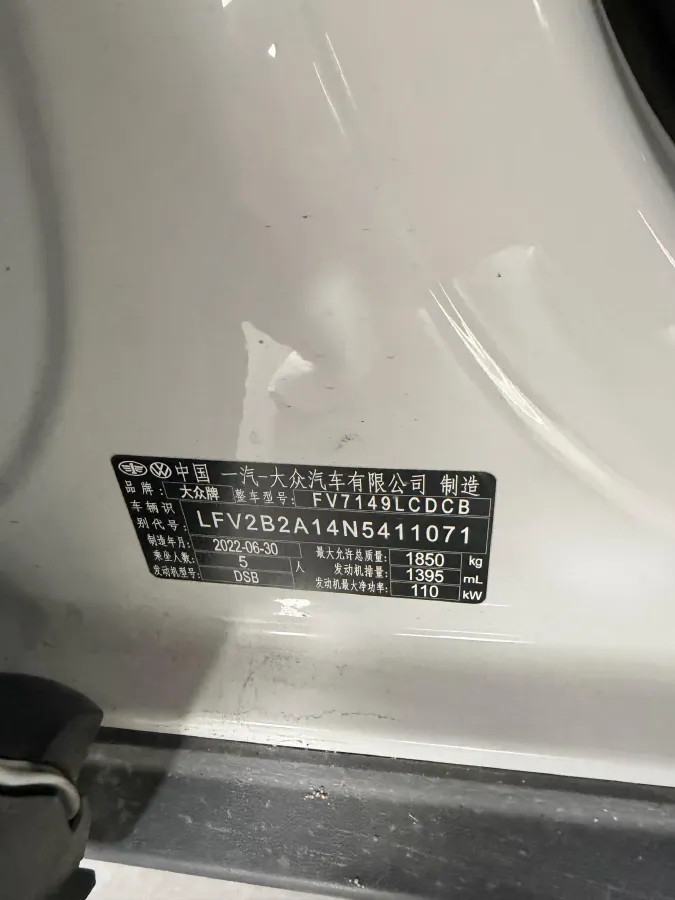 中国 一汽-大众汽车有限公司 制造
品牌: 大众牌 整车型号: FV7149LCDCB
车辆识别代号: LFV2B2A14N5411071
制造年月: 2022-06-30 最大允许总质量: 1850 kg
乘坐人数: 5 人 发动机排量: 1395 mL
发动机型号: DSB 发动机最大净功率: 110 kW